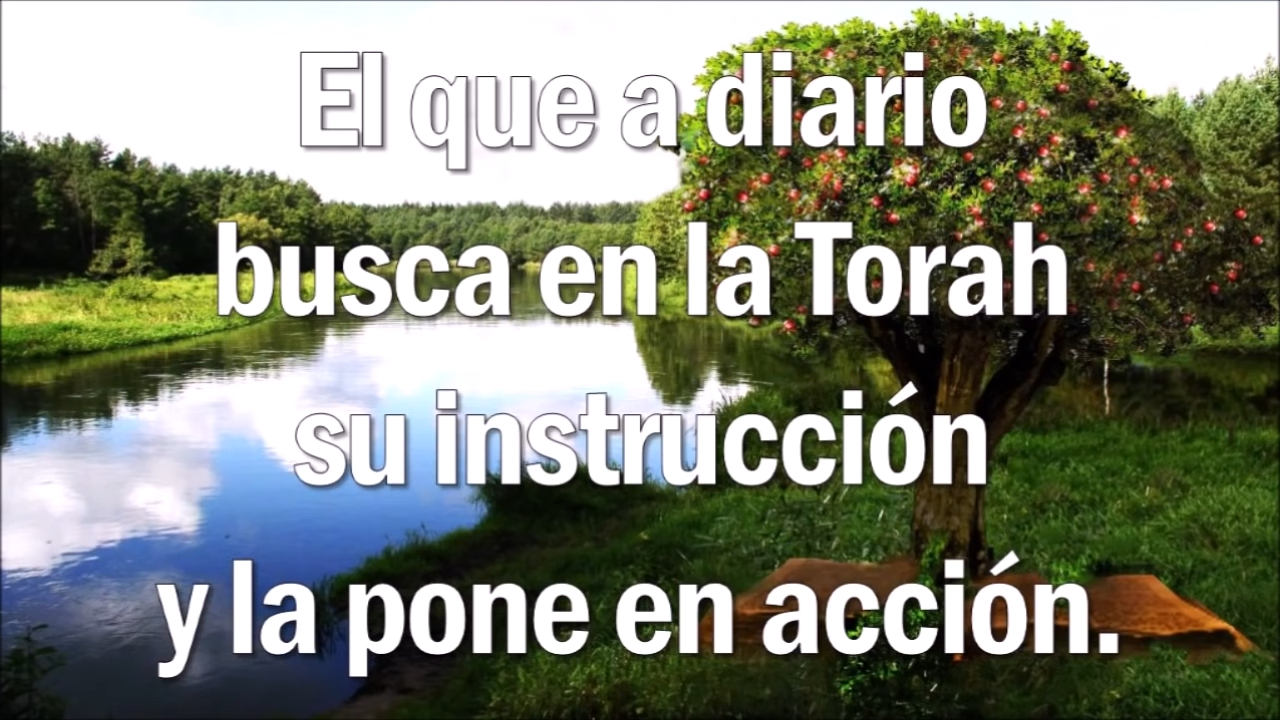 El que a diario
busca en la Torah
su instrucción
y la pone en acción.